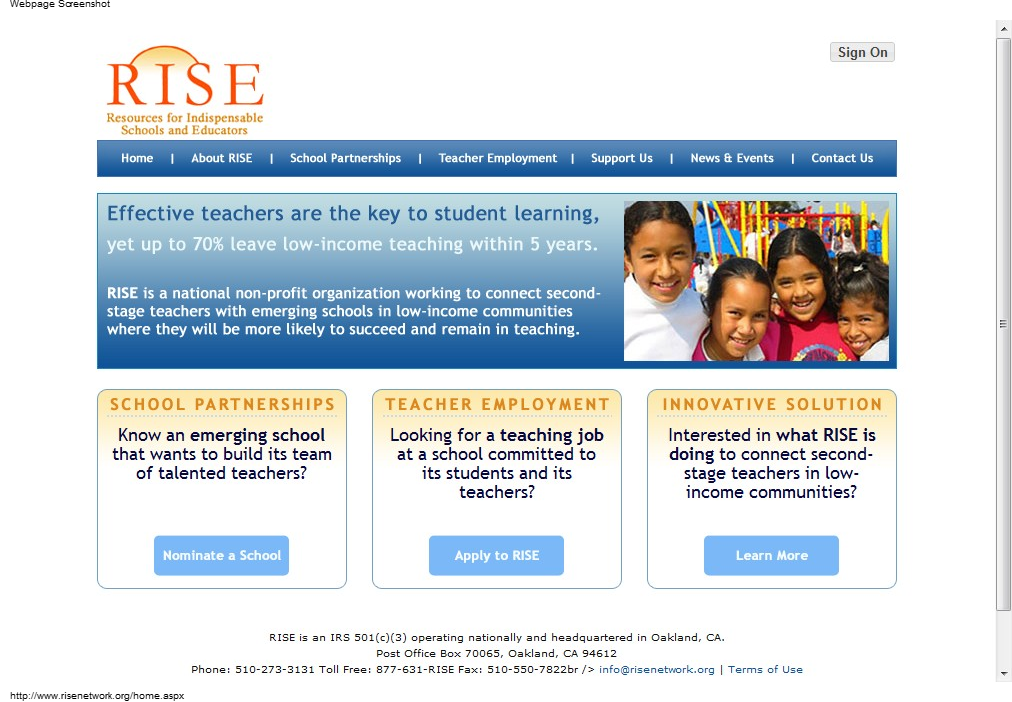 Webpage Screenshot
Sign On
RISE
Resources for Indispensable
Schools and Educators
Home | About RISE | School Partnerships | Teacher Employment | Support Us | News & Events | Contact Us
Effective teachers are the key to student learning,
yet up to 70% leave low-income teaching within 5 years.
RISE is a national non-profit organization working to connect second-
stage teachers with emerging schools in low-income communities
where they will be more likely to succeed and remain in teaching.
SCHOOL PARTNERSHIPS
Know an emerging school
that wants to build its team
of talented teachers?
Nominate a School
TEACHER EMPLOYMENT
Looking for a teaching job
at a school committed to
its students and its
teachers?
Apply to RISE
INNOVATIVE SOLUTION
Interested in what RISE is
doing to connect second-
stage teachers in low-
income communities?
Learn More
RISE is an IRS 501(c)(3) operating nationally and headquartered in Oakland, CA.
Post Office Box 70065, Oakland, CA 94612
Phone: 510-273-3131 Toll Free: 877-631-RISE Fax: 510-550-7822br /> info@risenetwork.org | Terms of Use
http://www.risenetwork.org/home.aspx